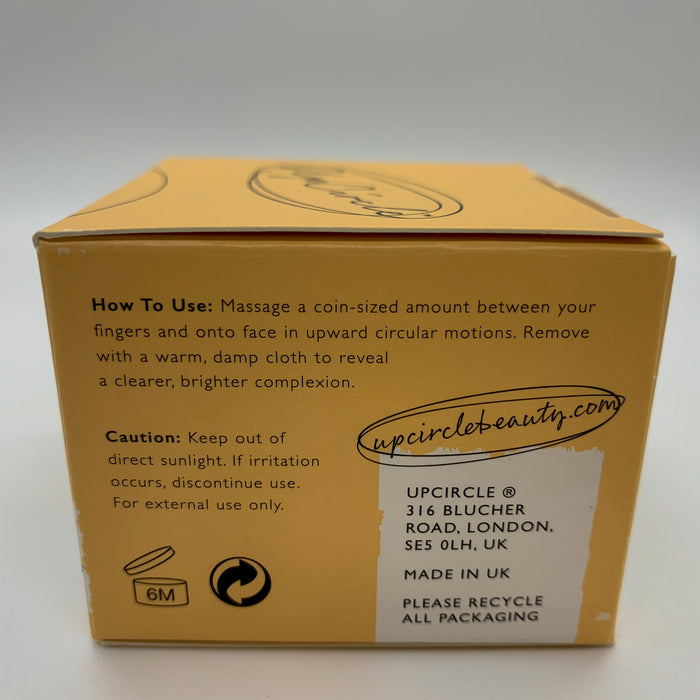 How To Use: Massage a coin-sized amount between your
fingers and onto face in upward circular motions. Remove
with a warm, damp cloth to reveal
a clearer, brighter complexion.
upcirclebeauty.com
Caution: Keep out of
direct sunlight. If irritation
occurs, discontinue use.
For external use only.
UPCIRCLE ®
316 BLUCHER
ROAD, LONDON,
SE5 0LH, UK
MADE IN UK
PLEASE RECYCLE
ALL PACKAGING
6M